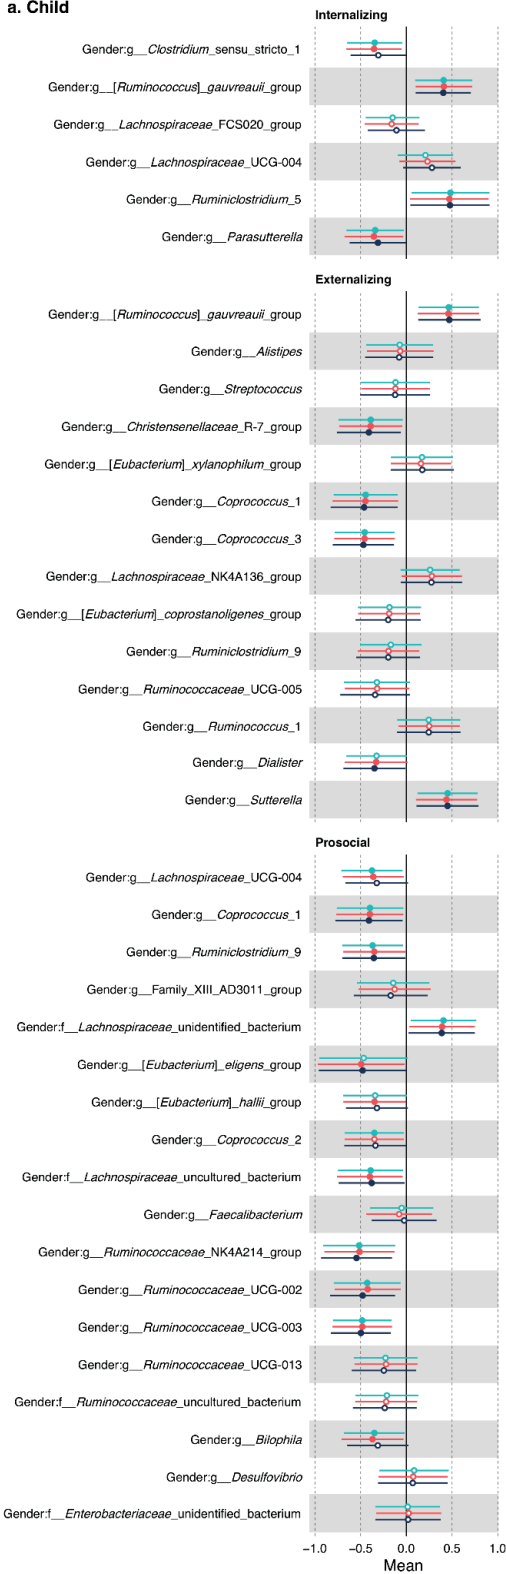 a. Child
Internalizing
Gender:g__Clostridium_sensu_stricto_1
Gender:g__[Ruminococcus]_gauvreauii_group
Gender:g__Lachnospiraceae_FCS020_group
Gender:g__Lachnospiraceae_UCG-004
Gender:g__Ruminiclostridium_5
Gender:g__Parasutterella
Externalizing
Gender:g__[Ruminococcus]_gauvreauii_group
Gender:g__Alistipes
Gender:g__Streptococcus
Gender:g__Christensenellaceae_R-7_group
Gender:g__[Eubacterium]_xylanophilum_group
Gender:g__Coprococcus_1
Gender:g__Coprococcus_3
Gender:g__Lachnospiraceae_NK4A136_group
Gender:g__[Eubacterium]_coprostanoligenes_group
Gender:g__Ruminiclostridium_9
Gender:g__Ruminococcaceae_UCG-005
Gender:g__Ruminococcus_1
Gender:g__Dialister
Gender:g__Sutterella
Prosocial
Gender:g__Lachnospiraceae_UCG-004
Gender:g__Coprococcus_1
Gender:g__Ruminiclostridium_9
Gender:g__Family_XIII_AD3011_group
Gender:f__Lachnospiraceae_unidentified_bacterium
Gender:g__[Eubacterium]_eligens_group
Gender:g__[Eubacterium]_hallii_group
Gender:g__Coprococcus_2
Gender:f__Lachnospiraceae_uncultured_bacterium
Gender:g__Faecalibacterium
Gender:g__Ruminococcaceae_NK4A214_group
Gender:g__Ruminococcaceae_UCG-002
Gender:g__Ruminococcaceae_UCG-003
Gender:g__Ruminococcaceae_UCG-013
Gender:f__Ruminococcaceae_uncultured_bacterium
Gender:g__Bilophila
Gender:g__Desulfovibrio
Gender:f__Enterobacteriaceae_unidentified_bacterium
−1.0 −0.5 0.0 0.5 1.0
Mean